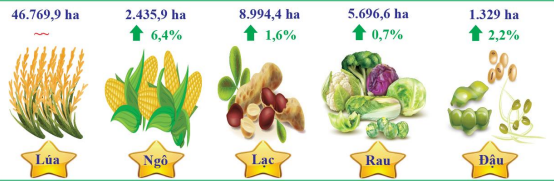 46.769,9 ha 2.435,9 ha 8.994,4 ha 5.696,6 ha 1.329 ha
~~ 6,4% 1,6% 0,7% 2,2%
Lúa Ngô Lạc Rau Đậu